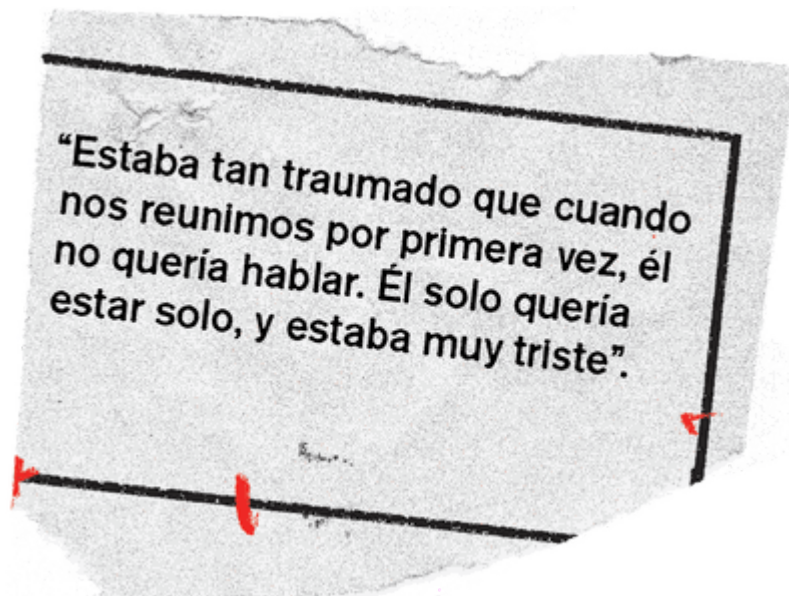 “Estaba tan traumado que cuando
nos reunimos por primera vez, él
no quería hablar. Él solo quería
estar solo, y estaba muy triste”.